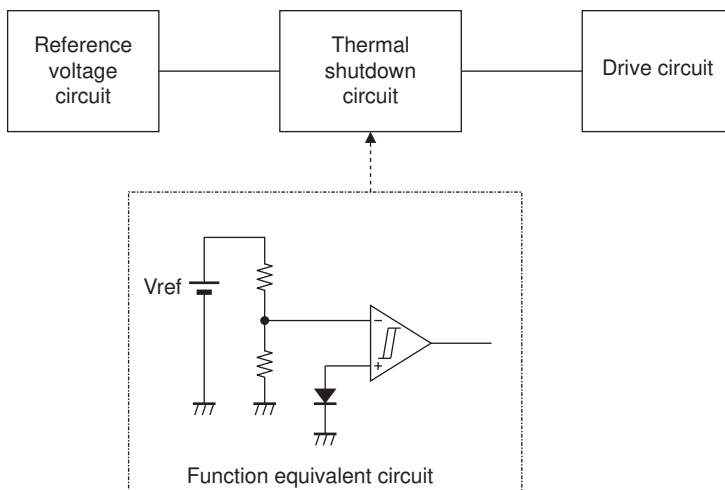 Reference
voltage
circuit
Thermal
shutdown
circuit
Drive circuit
Vref
−
+
Function equivalent circuit